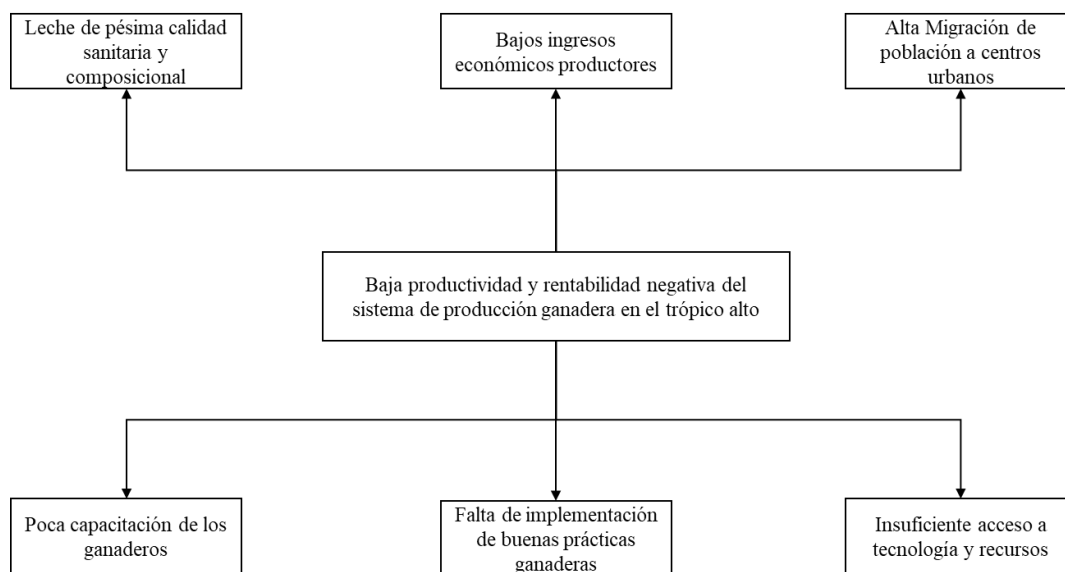 Leche de pésima calidad
sanitaria y
composicional
Bajos ingresos
económicos productores
Alta Migración de
población a centros
urbanos
Baja productividad y rentabilidad negativa del
sistema de producción ganadera en el trópico alto
Poca capacitación de los
ganaderos
Falta de implementación
de buenas prácticas
ganaderas
Insuficiente acceso a
tecnología y recursos